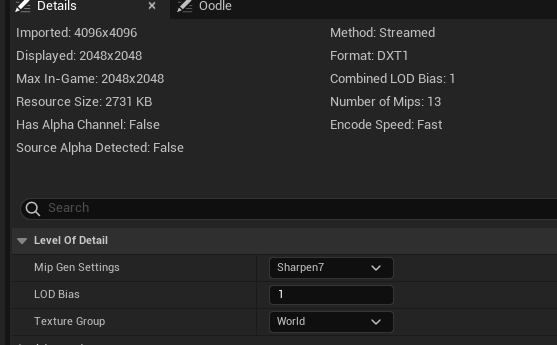 Details
Oodle
Imported: 4096x4096
Method: Streamed
Displayed: 2048x2048
Format: DXT1
Max In-Game: 2048x2048
Combined LOD Bias: 1
Resource Size: 2731 KB
Number of Mips: 13
Has Alpha Channel: False
Encode Speed: Fast
Source Alpha Detected: False
Search
Level Of Detail
Mip Gen Settings
Sharpen7
LOD Bias
1
Texture Group
World